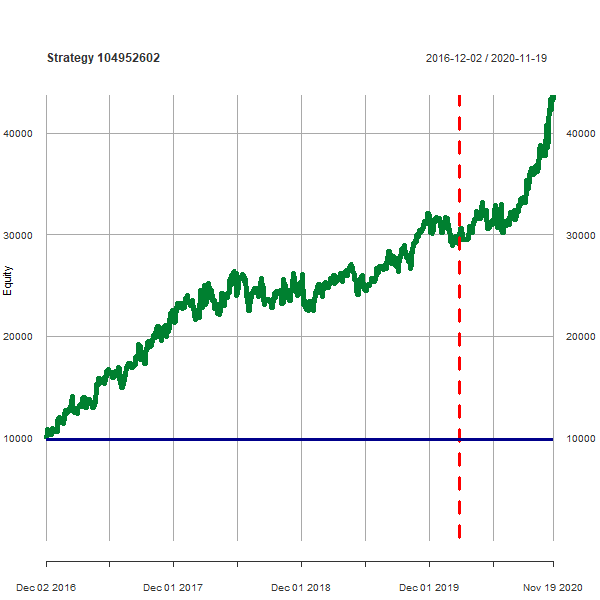 Strategy 104952602
2016-12-02 / 2020-11-19
40000
40000
30000
30000
Equity
20000
20000
10000
10000
Dec 02 2016
Dec 01 2017
Dec 01 2018
Dec 01 2019
Nov 19 2020